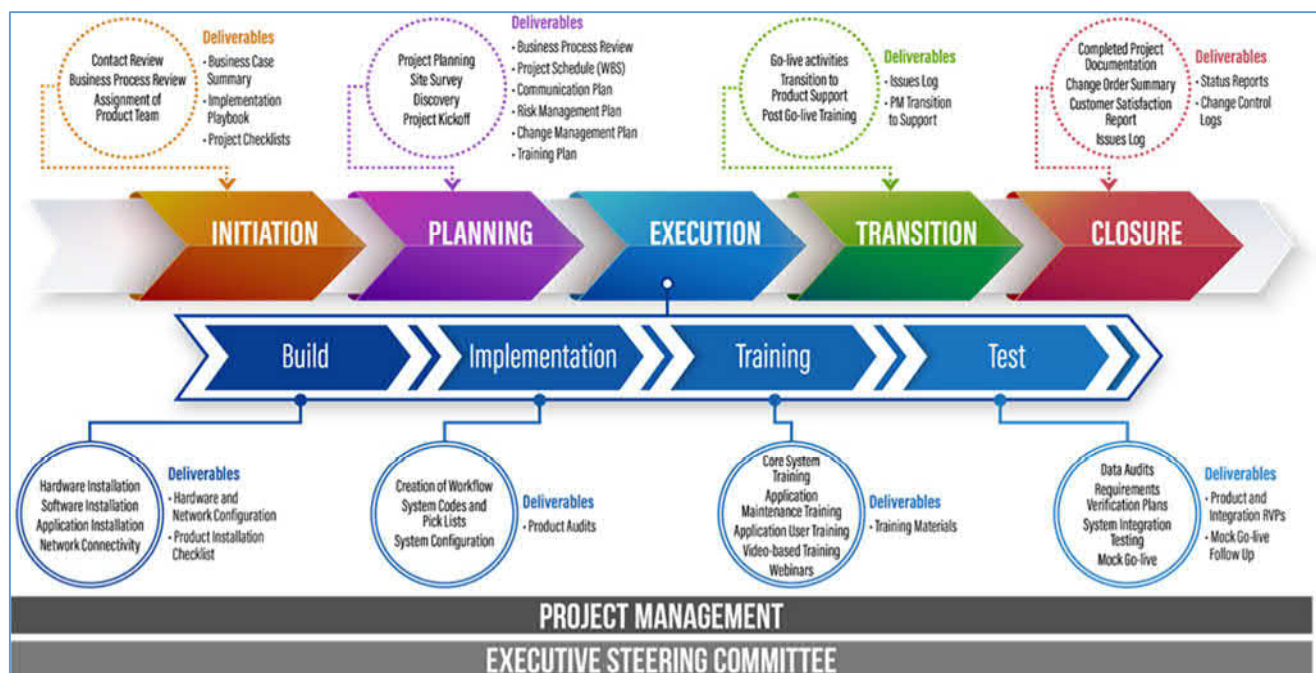 Contact Review
Business Process Review
Assignment of
Product Team
Deliverables
• Business Case
Summary
• Implementation
Playbook
• Project Checklists
Project Planning
Site Survey
Discovery
Project Kickoff
Deliverables
• Business Process Review
• Project Schedule (WBS)
• Communication Plan
• Risk Management Plan
• Change Management Plan
• Training Plan
Go-live activities
Transition to
Product Support
Post Go-live Training
Deliverables
• Issues Log
• PM Transition
to Support
Completed Project
Documentation
Change Order Summary
Customer Satisfaction
Report
Issues Log
Deliverables
• Status Reports
• Change Control
Logs
INITIATION
PLANNING
EXECUTION
TRANSITION
CLOSURE
Build
Implementation
Training
Test
Hardware Installation
Software Installation
Application Installation
Network Connectivity
Deliverables
• Hardware and
Network Configuration
• Product Installation
Checklist
Creation of Workflow
System Codes and
Pick Lists
System Configuration
Deliverables
• Product Audits
Core System
Training
Application
Maintenance Training
Application User Training
Video-based Training
Webinars
Deliverables
• Training Materials
Data Audits
Requirements
Verification Plans
System Integration
Testing
Mock Go-live
Deliverables
• Product and
Integration RVPs
• Mock Go-live
Follow Up
PROJECT MANAGEMENT
EXECUTIVE STEERING COMMITTEE